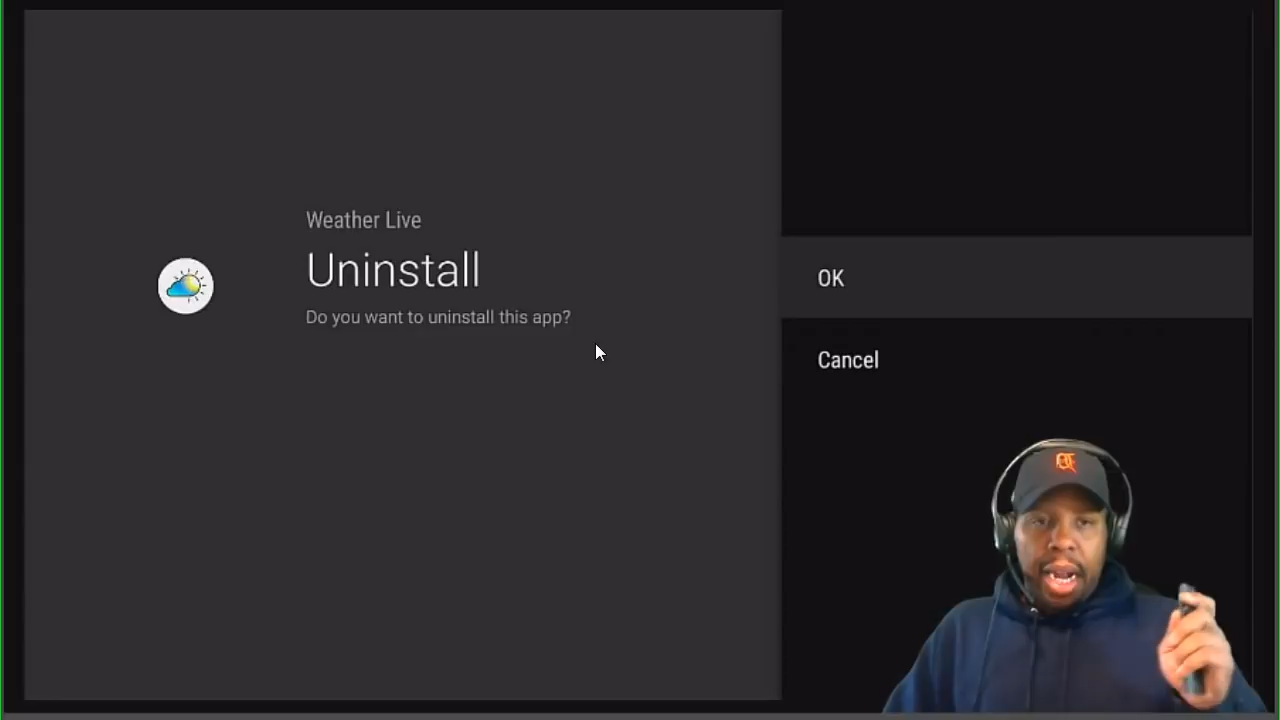 Weather Live
Uninstall
Do you want to uninstall this app?
OK
Cancel